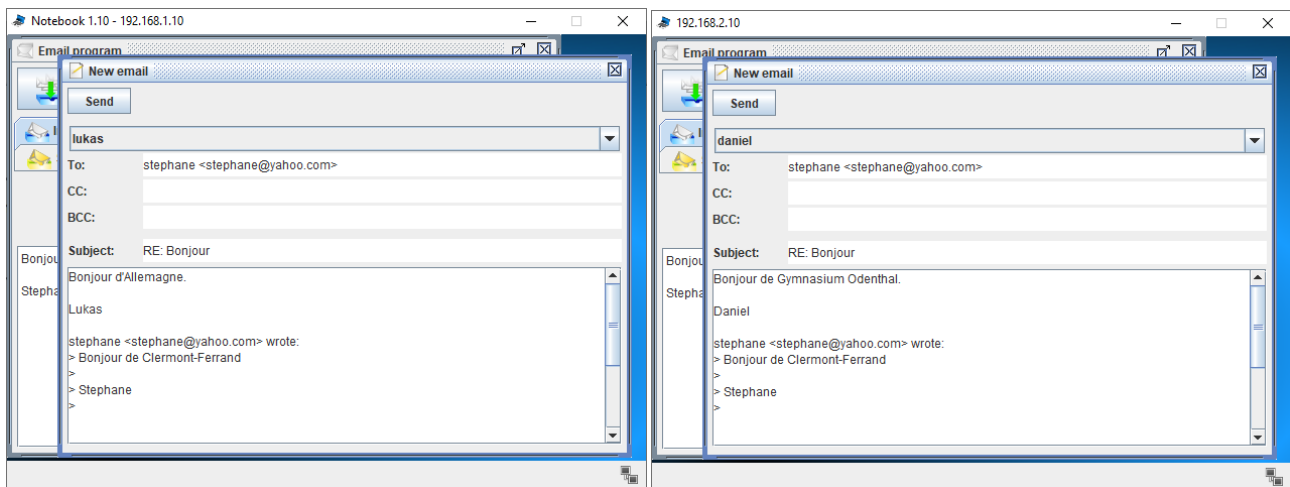 Notebook 1.10 - 192.168.1.10
Email program
New email
Send
lukas
To: stephane <stephane@yahoo.com>
CC:
BCC:
Subject: RE: Bonjour
Bonjour d'Allemagne.
Lukas
stephane <stephane@yahoo.com> wrote:
> Bonjour de Clermont-Ferrand
>
> Stephane
>
192.168.2.10
Email program
New email
Send
daniel
To: stephane <stephane@yahoo.com>
CC:
BCC:
Subject: RE: Bonjour
Bonjour de Gymnasium Odenthal.
Daniel
stephane <stephane@yahoo.com> wrote:
> Bonjour de Clermont-Ferrand
>
> Stephane
>